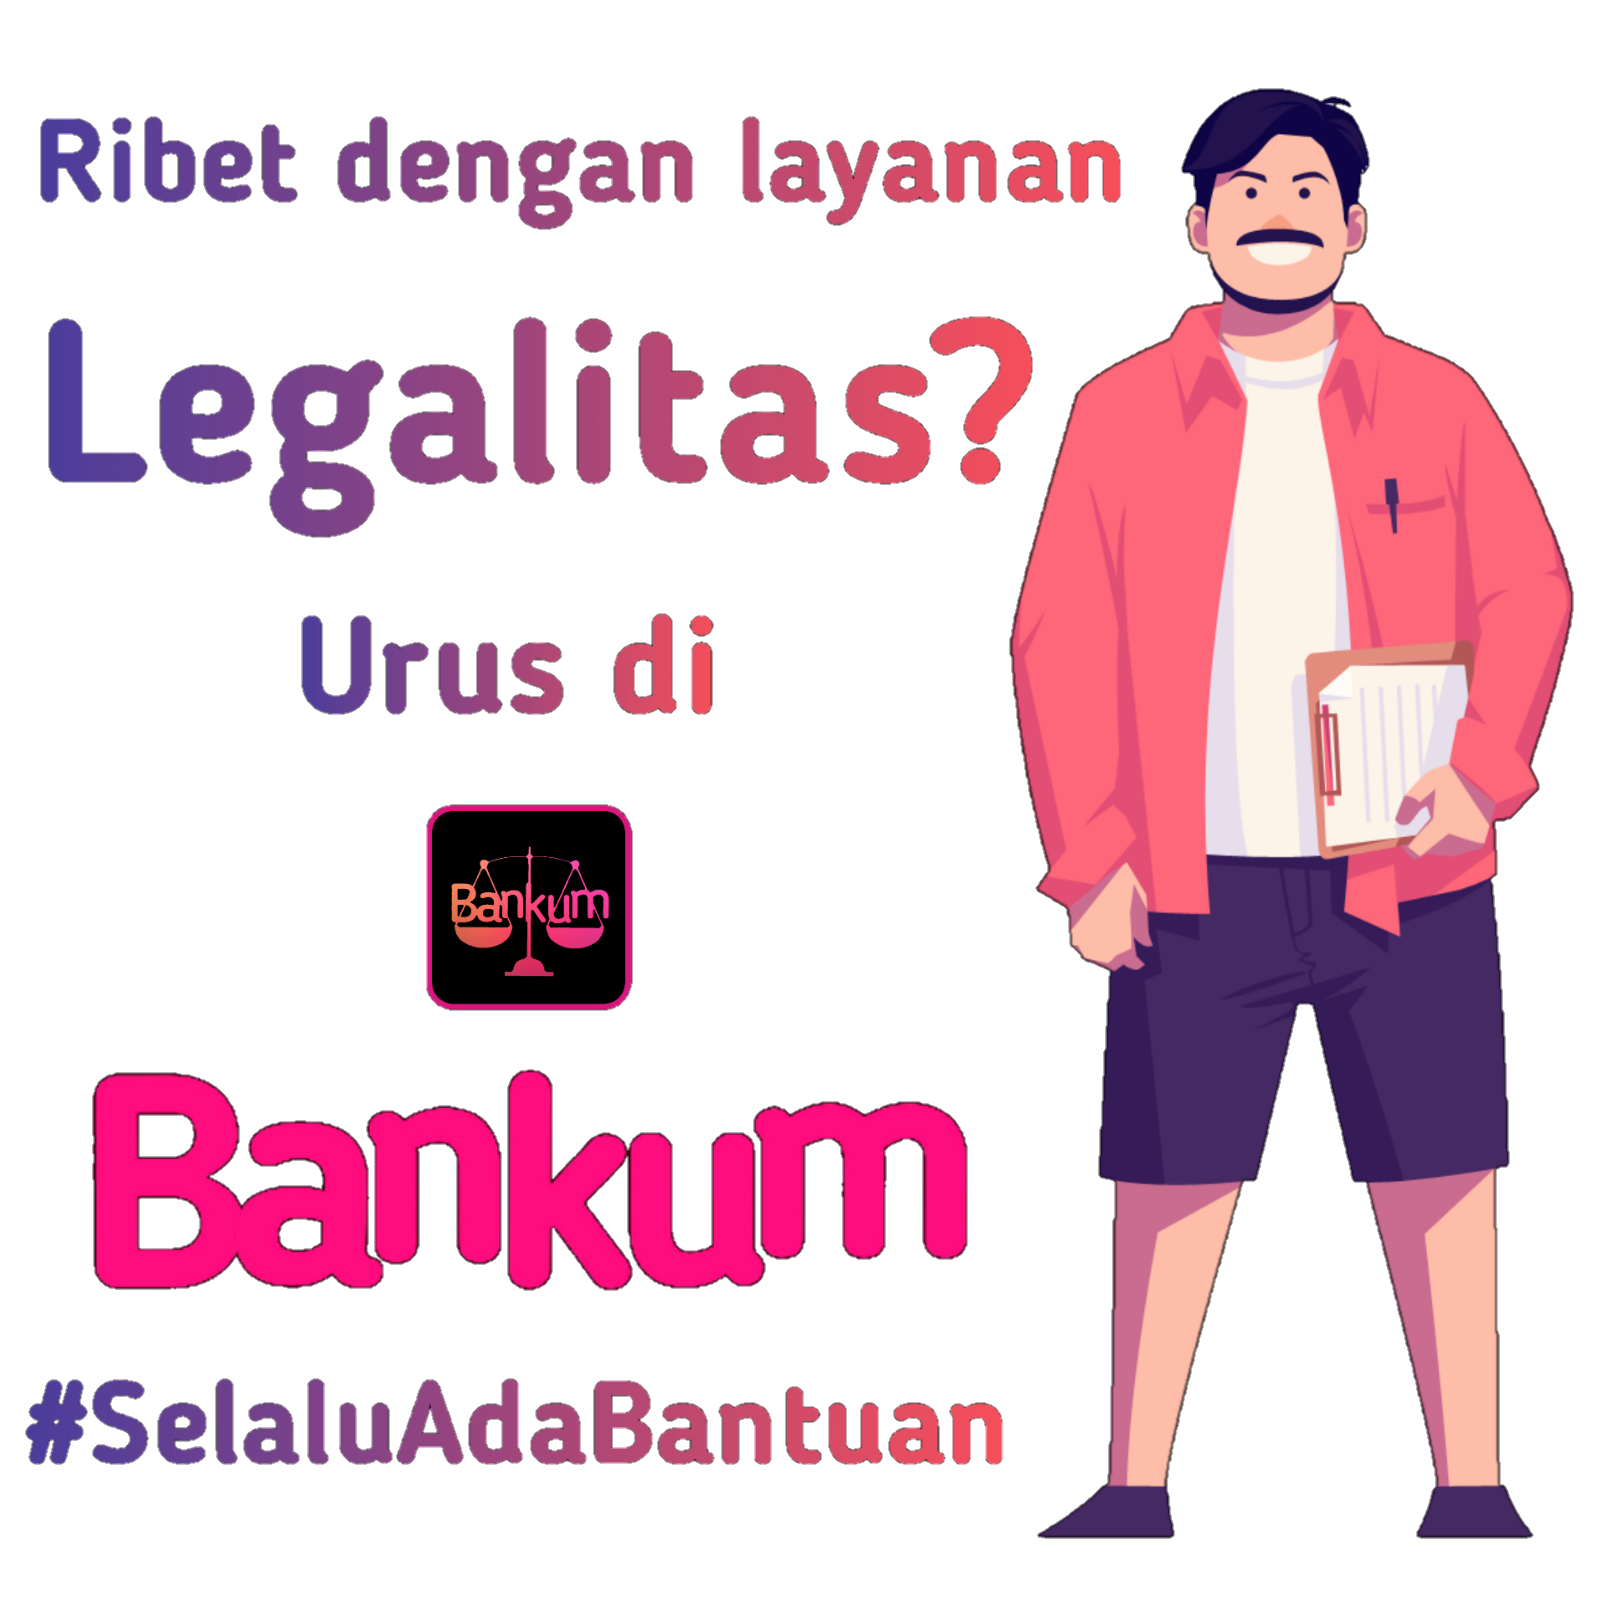 Ribet dengan layanan
Legalitas?
Urus di
Bankum
Bankum
#SelaluAdaBantuan